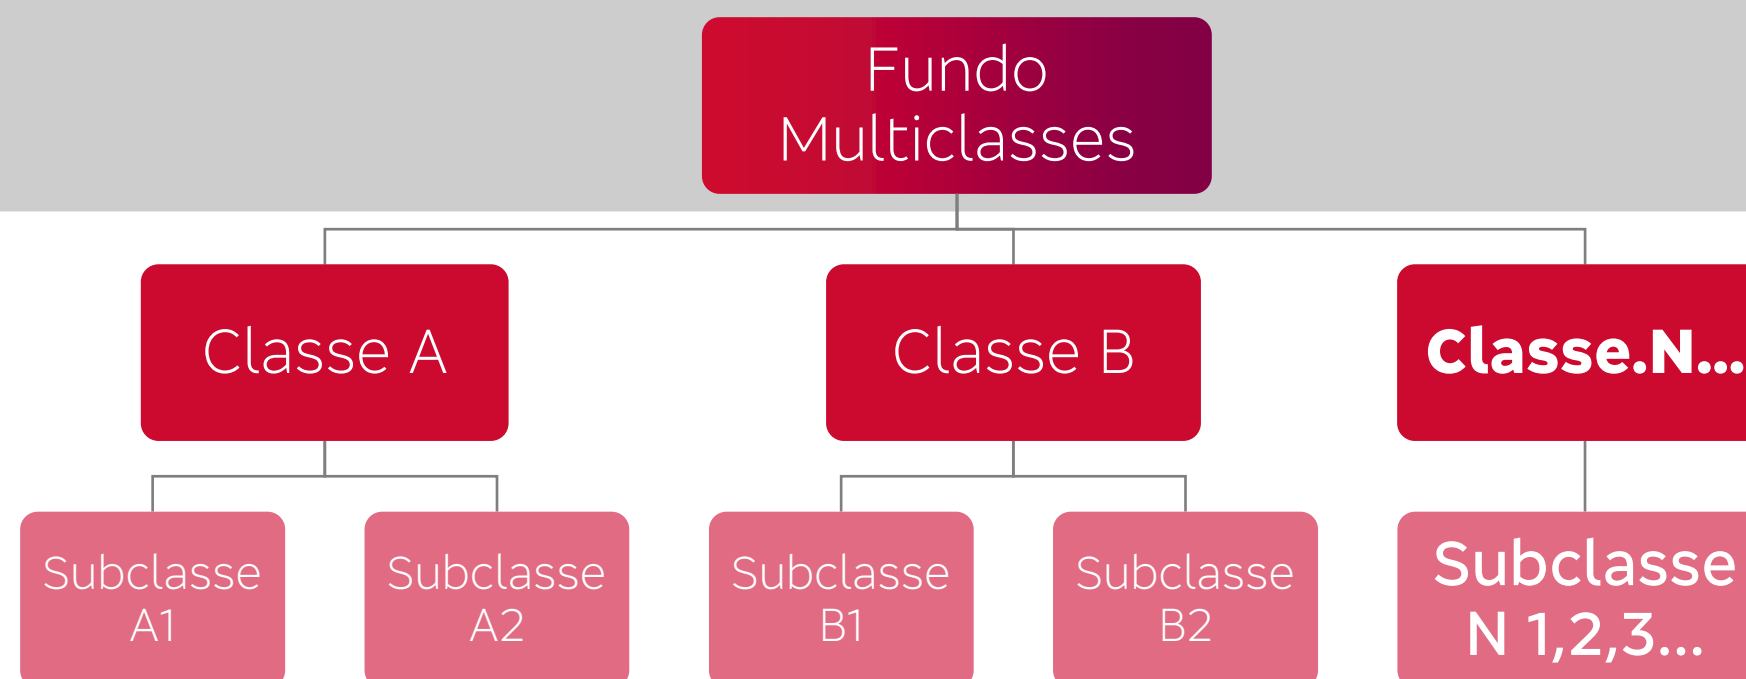 Fundo
Multiclasses
Classe A
Classe B
Classe.N...
Subclasse
A1
Subclasse
A2
Subclasse
B1
Subclasse
B2
Subclasse
N 1,2,3...